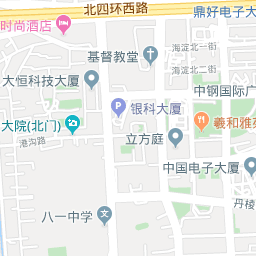 北四环西路
鼎好电子大
时尚酒店
海淀北一街
基督教堂
海淀北二街
大恒科技大厦
中钢国际广
银科大厦
羲和雅苑
大院(北门)
港沟路
立方庭
中国电子大厦
丹棱
八一中学